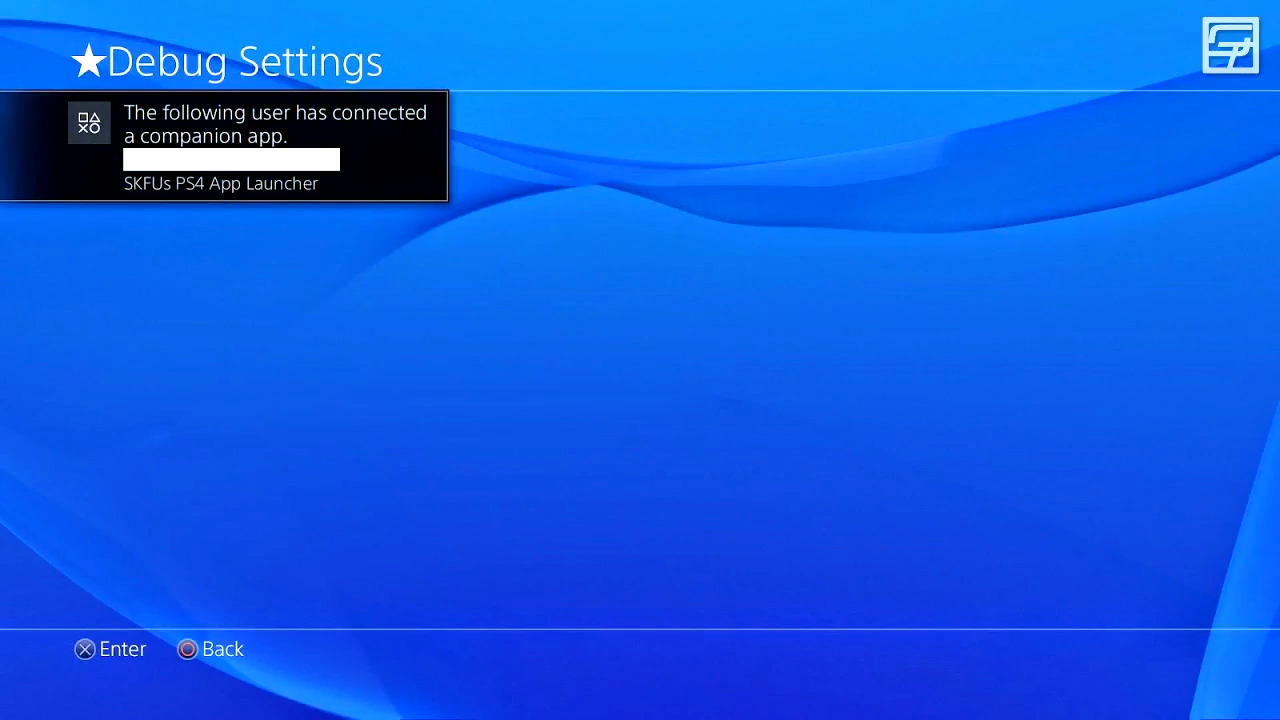 ★Debug Settings
The following user has connected
a companion app.
SKFUs PS4 App Launcher
Enter
Back